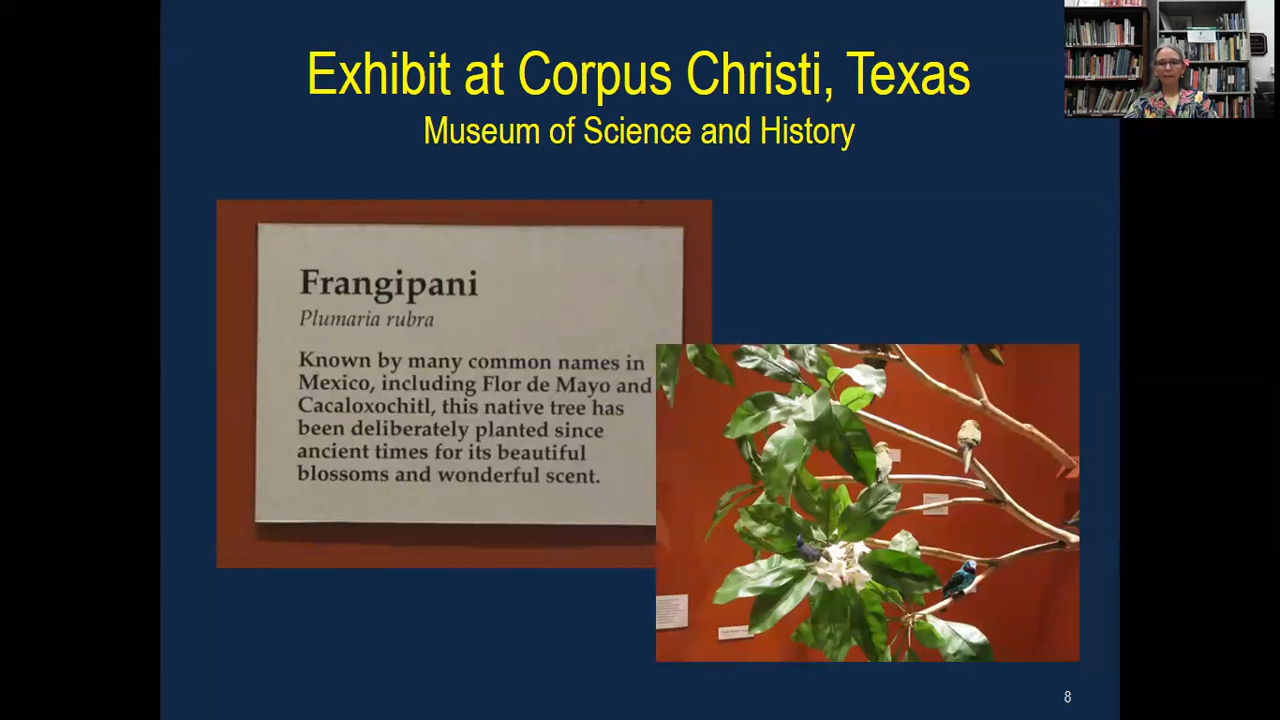 Exhibit at Corpus Christi, Texas
Museum of Science and History
Frangipani
Plumaria rubra
Known by many common names in
Mexico, including Flor de Mayo and
Cacaloxochitl, this native tree has
been deliberately planted since
ancient times for its beautiful
blossoms and wonderful scent.
8